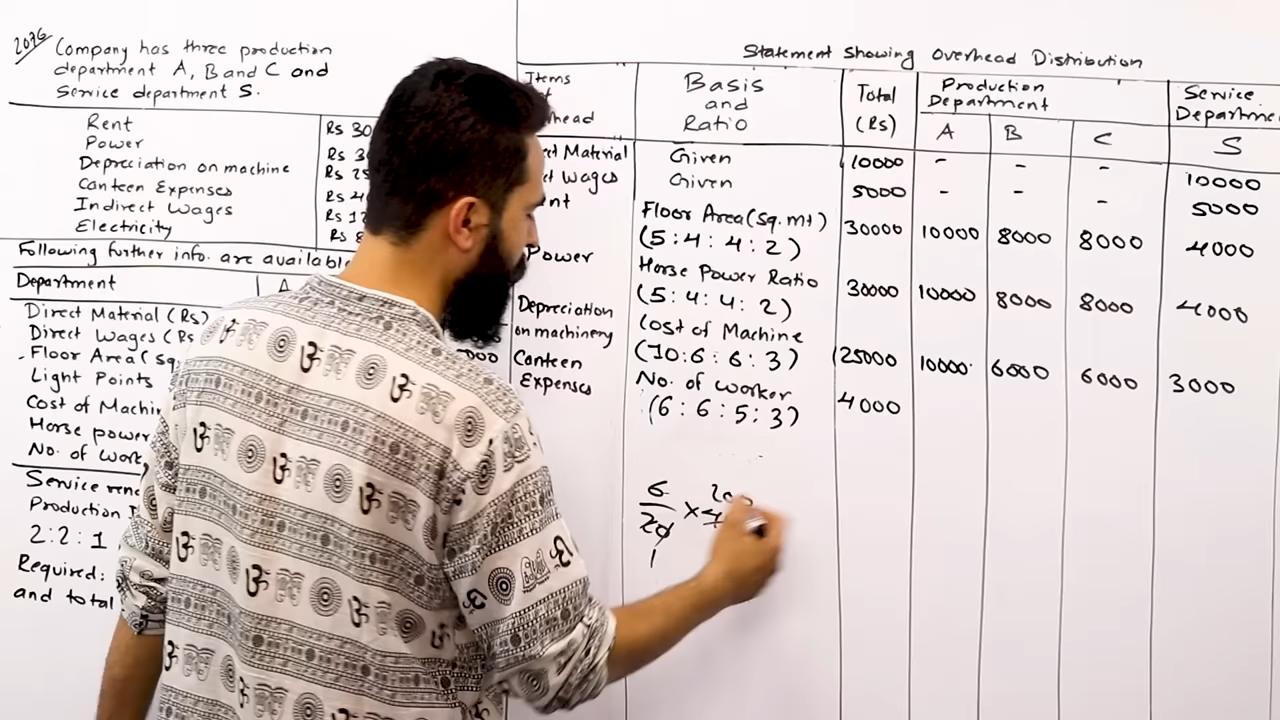 2076
Company has three production
department A, B and C and
Service department S.
Rent
Rs 30
Power
Rs 3
Depreciation on machine
Rs 25
Canteen Expenses
Rs 4
Indirect Wages
Rs 12
Electricity
Rs 8
Following further info. are available
Department
A
Direct Material (Rs)
Direct Wages (Rs
Floor Area (sq
Light Points
Cost of Machin
Horse power
No. of work
Service rend
Production
2:2:1
Required:
and total
Statement Showing Overhead Distribution
Items
head
Basis
and
Ratio
Total
(Rs)
Production
Department
A
B
C
Service
Department
S
ct Material
Given
10000
-
-
-
10000
ct Wages
Given
5000
-
-
-
5000
nt
Floor Area (sq. mt)
(5:4:4:2)
30000
10000
8000
8000
4000
Power
Horse Power Ratio
(5:4:4:2)
30000
10000
8000
8000
4000
Depreciation
on machinery
Cost of Machine
(10:6:6:3)
25000
10000
6000
6000
3000
Canteen
Expenses
No. of worker
(6:6:5:3)
4000
6
20
×
1